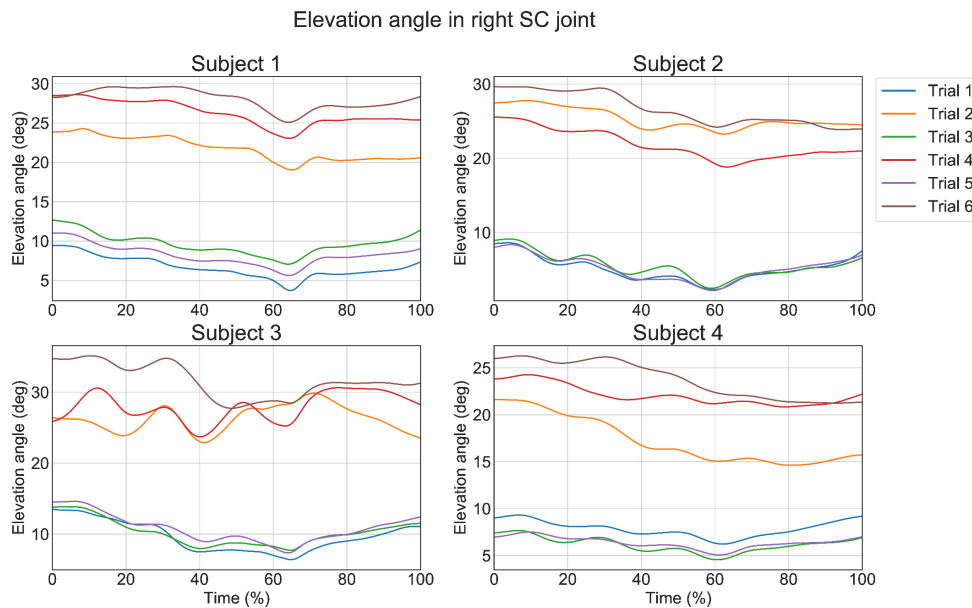 Elevation angle in right SC joint
Subject 1
Elevation angle (deg)
30
25
20
15
10
5
0 20 40 60 80 100
Subject 2
Elevation angle (deg)
30
20
10
0 20 40 60 80 100
Trial 1
Trial 2
Trial 3
Trial 4
Trial 5
Trial 6
Subject 3
Elevation angle (deg)
30
20
10
0 20 40 60 80 100
Time (%)
Subject 4
Elevation angle (deg)
25
20
15
10
5
0 20 40 60 80 100
Time (%)